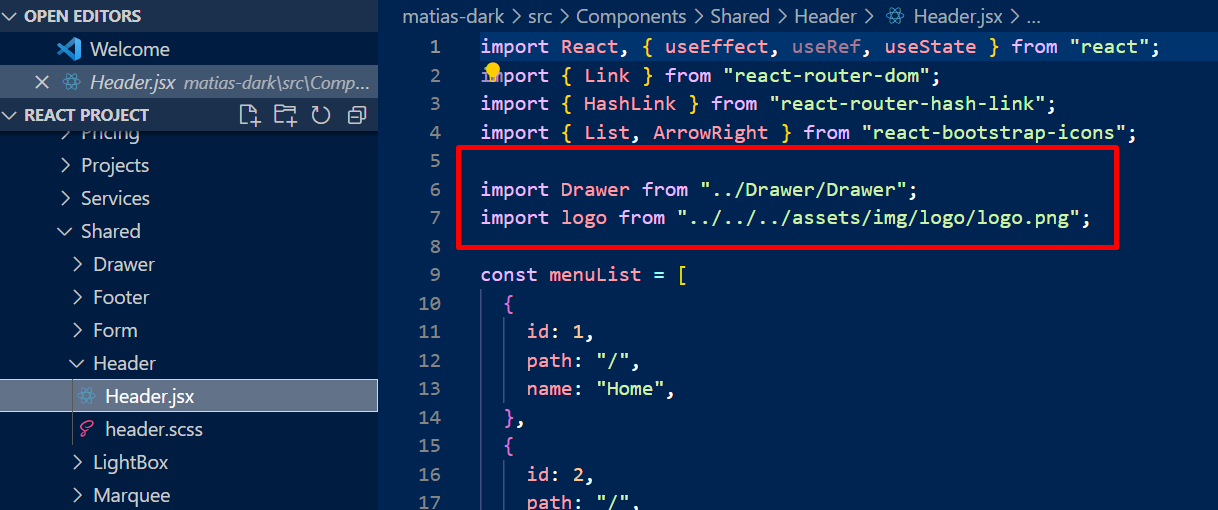 OPEN EDITORS
Welcome
Header.jsx matias-dark\src\Comp...
REACT PROJECT
Pricing
Projects
Services
Shared
Drawer
Footer
Form
Header
Header.jsx
header.scss
LightBox
Marquee
matias-dark > src > Components > Shared > Header > Header.jsx > ...
1 import React, { useEffect, useRef, useState } from "react";
2 import { Link } from "react-router-dom";
3 import { HashLink } from "react-router-hash-link";
4 import { List, ArrowRight } from "react-bootstrap-icons";
5
6 import Drawer from "../Drawer/Drawer";
7 import logo from "../../../assets/img/logo/logo.png";
8
9 const menuList = [
10 {
11 id: 1,
12 path: "/",
13 name: "Home",
14 },
15 {
16 id: 2,
17 path: "/",